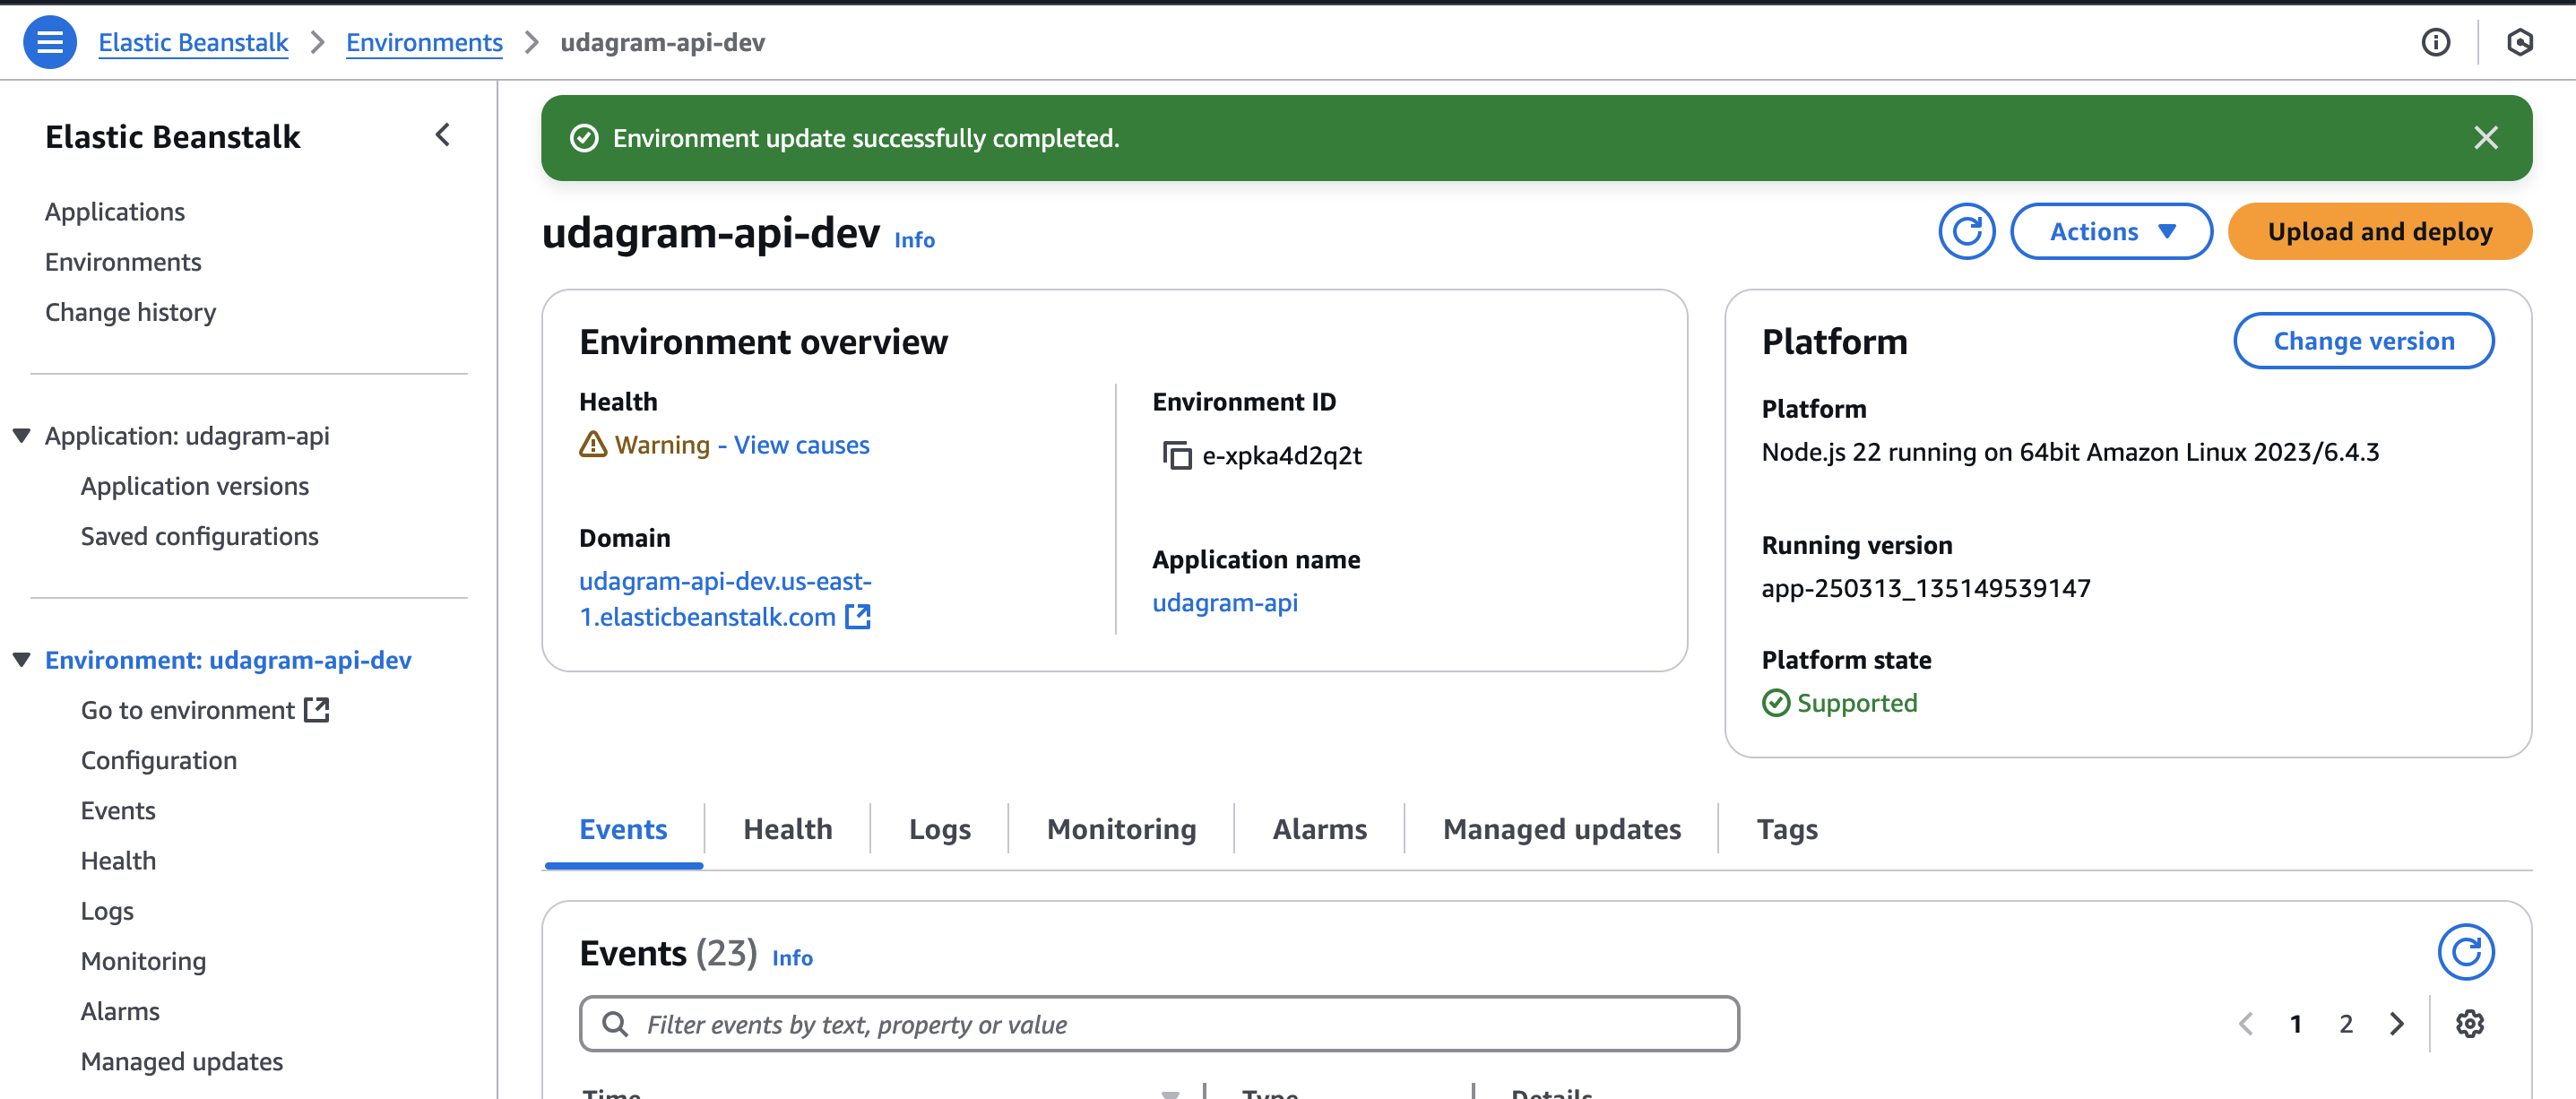 Elastic Beanstalk > Environments > udagram-api-dev
Elastic Beanstalk
Applications
Environments
Change history
Application: udagram-api
Application versions
Saved configurations
Environment: udagram-api-dev
Go to environment
Configuration
Events
Health
Logs
Monitoring
Alarms
Managed updates
Environment update successfully completed.
udagram-api-dev Info
Actions
Upload and deploy
Environment overview
Health
Warning - View causes
Domain
udagram-api-dev.us-east-
1.elasticbeanstalk.com
Environment ID
e-xpka4d2q2t
Application name
udagram-api
Platform
Change version
Platform
Node.js 22 running on 64bit Amazon Linux 2023/6.4.3
Running version
app-250313_135149539147
Platform state
Supported
Events Health Logs Monitoring Alarms Managed updates Tags
Events (23) Info
Filter events by text, property or value
1 2
Time Type Details